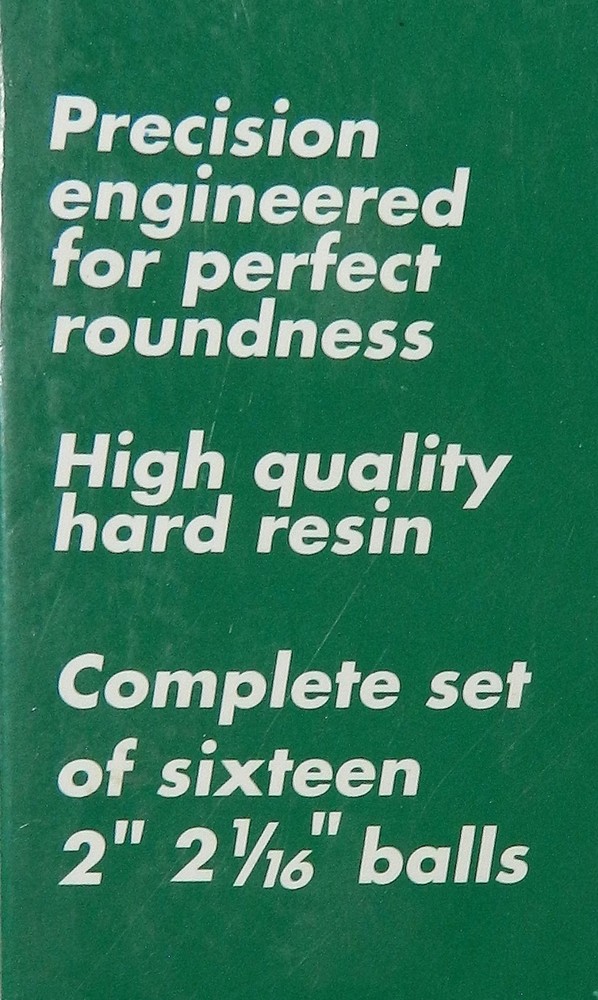 Precision
engineered
for perfect
roundness
High quality
hard resin
Complete set
of sixteen
2" 2 1/16" balls